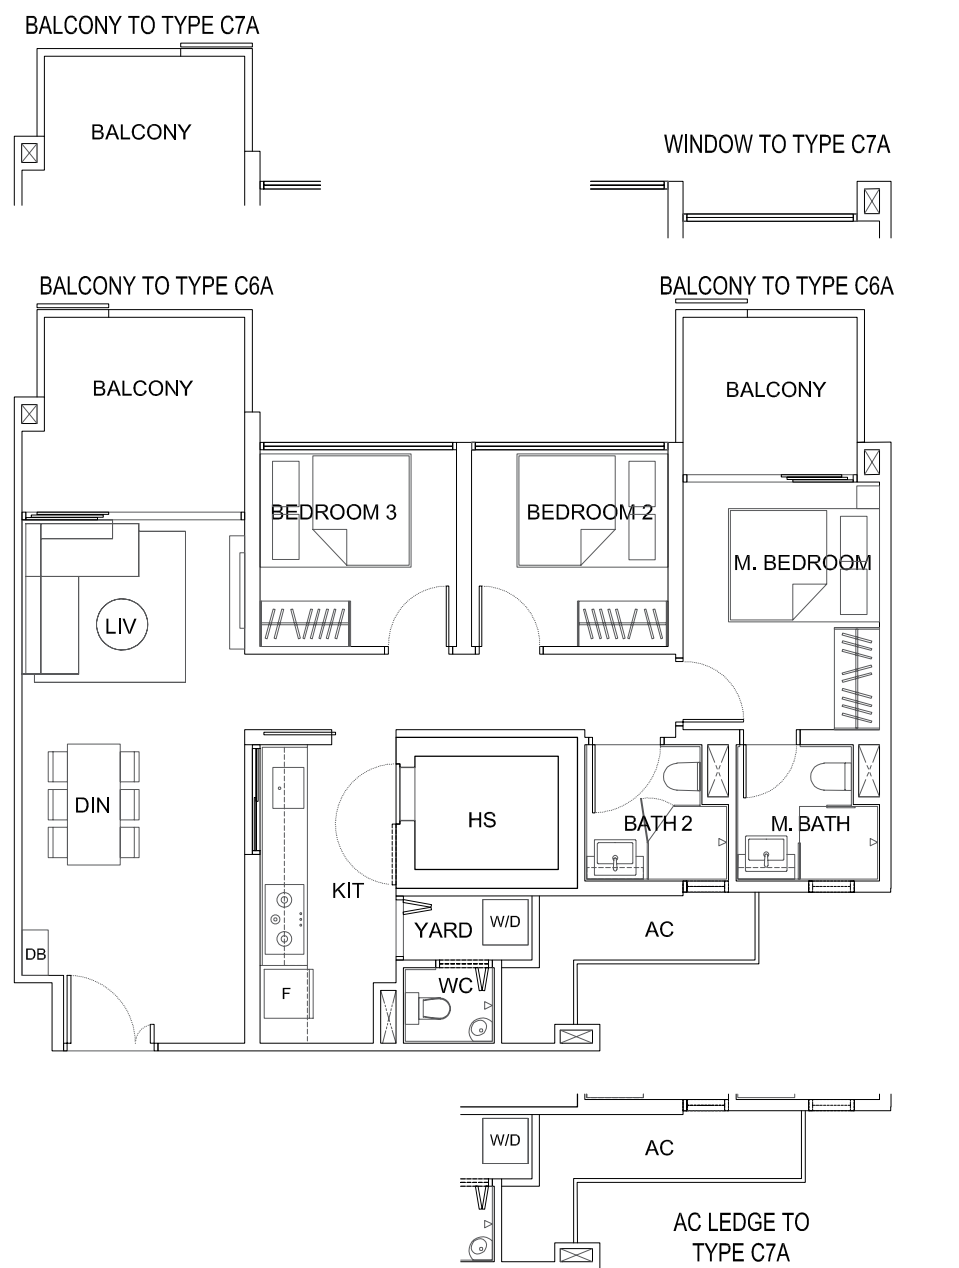 BALCONY TO TYPE C7A
BALCONY
WINDOW TO TYPE C7A
BALCONY TO TYPE C6A
BALCONY TO TYPE C6A
BALCONY
BALCONY
BEDROOM 3
BEDROOM 2
M. BEDROOM
LIV
DIN
HS
BATH 2
M. BATH
KIT
YARD
W/D
AC
DB
WC
F
W/D
AC
AC LEDGE TO
TYPE C7A